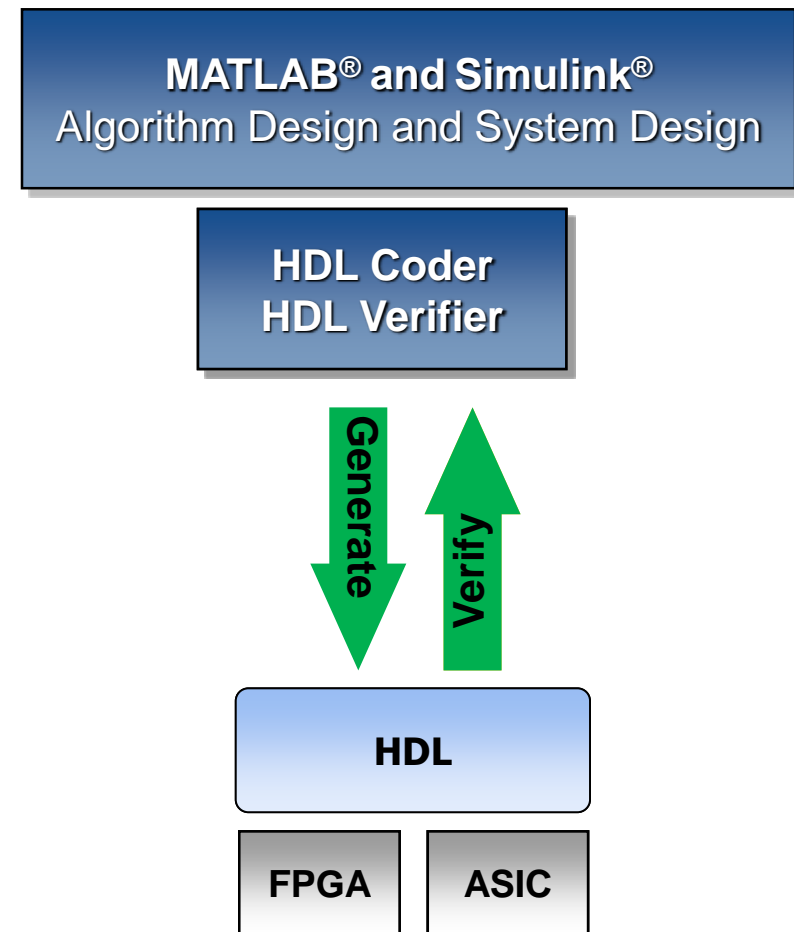 MATLAB® and Simulink®
Algorithm Design and System Design
HDL Coder
HDL Verifier
Generate
Verify
HDL
FPGA
ASIC